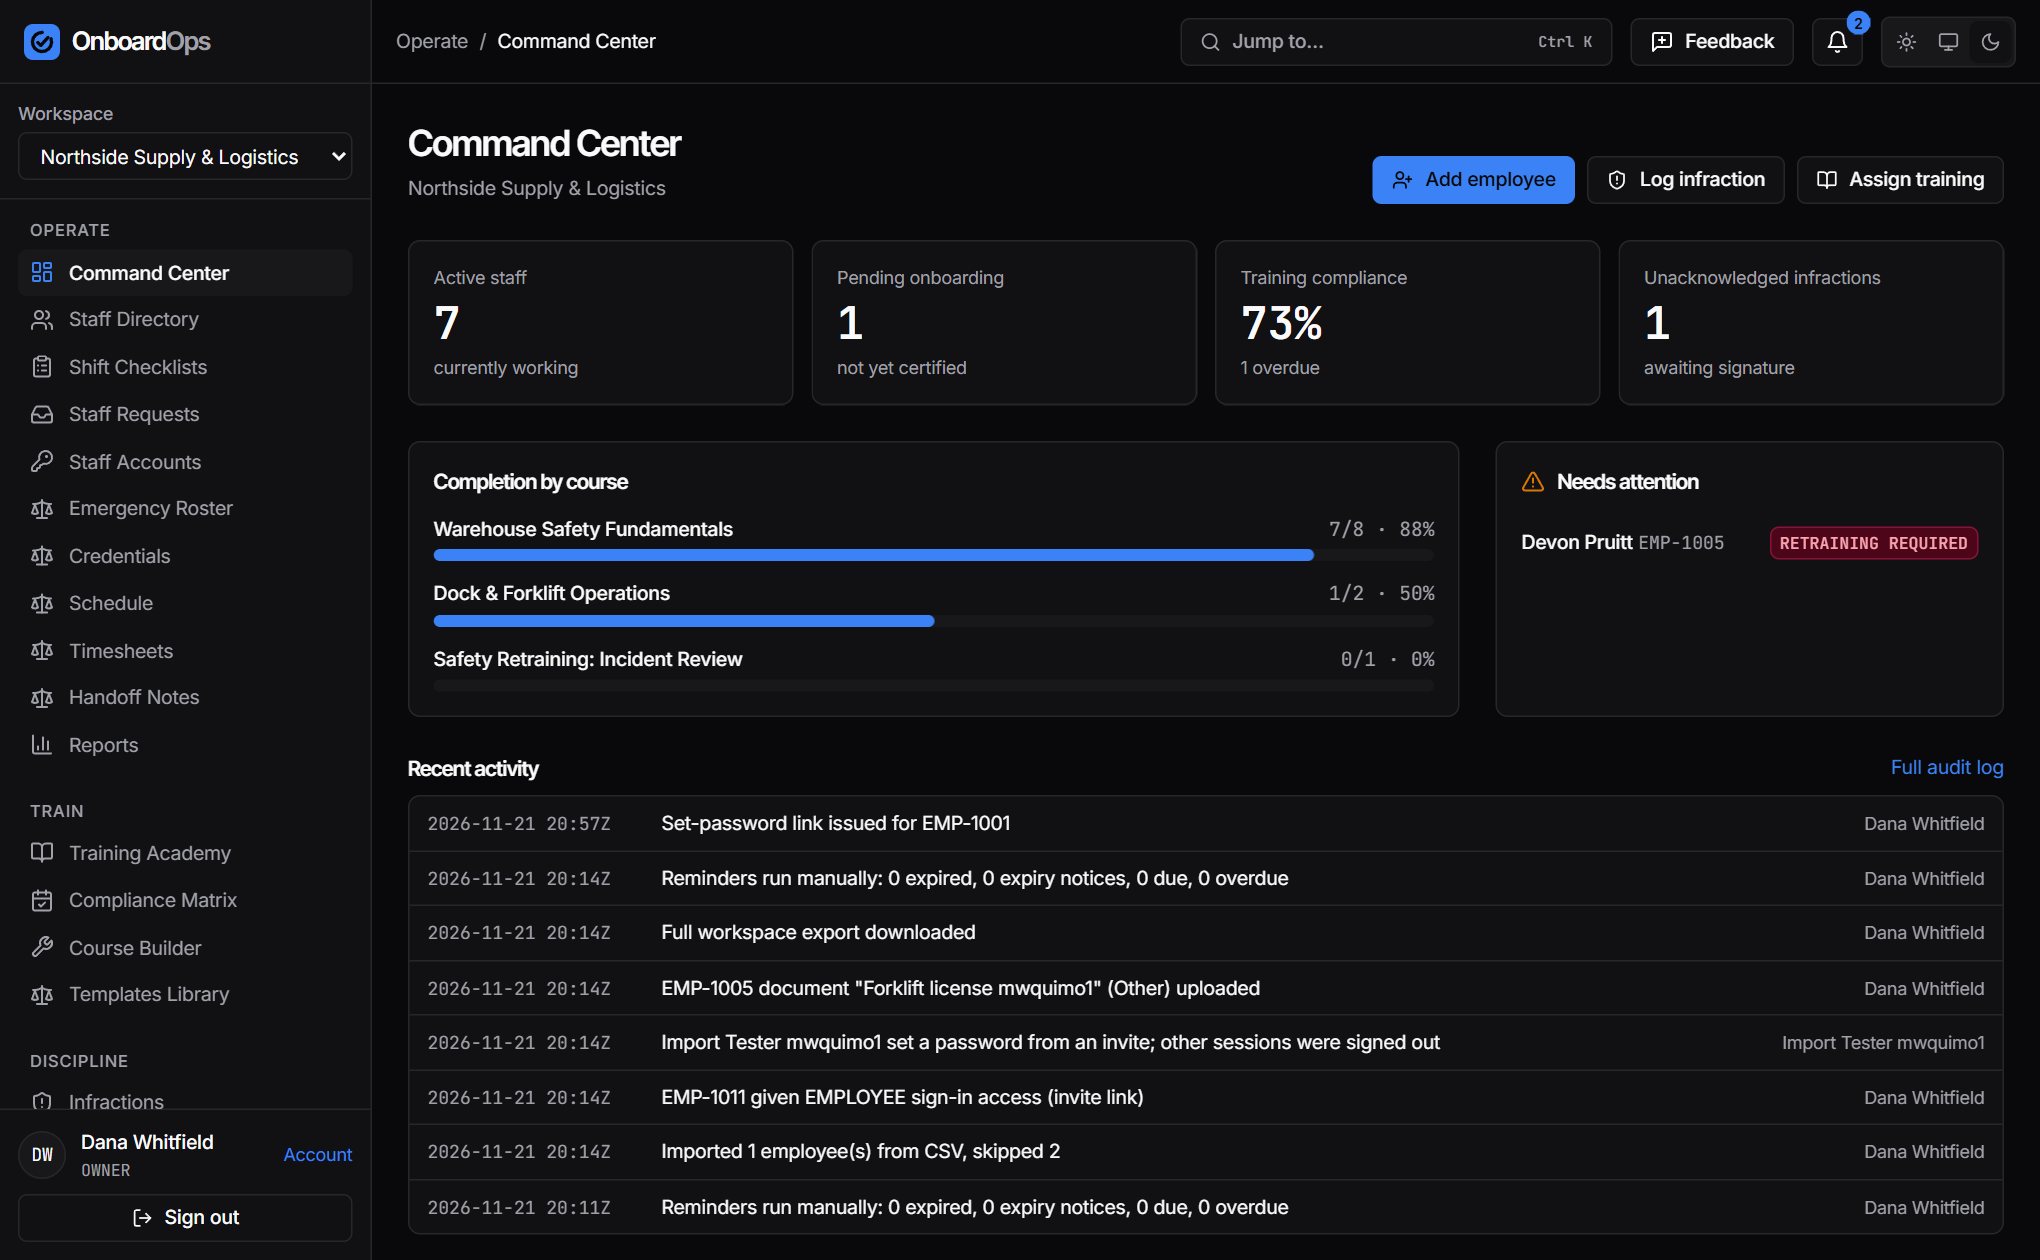 OnboardOps
Workspace
Northside Supply & Logistics
OPERATE
Command Center
Staff Directory
Shift Checklists
Staff Requests
Staff Accounts
Emergency Roster
Credentials
Schedule
Timesheets
Handoff Notes
Reports
TRAIN
Training Academy
Compliance Matrix
Course Builder
Templates Library
DISCIPLINE
Infractions
DW
Dana Whitfield
OWNER
Account
Sign out
Operate / Command Center
Jump to... Ctrl K
Feedback
2
Command Center
Northside Supply & Logistics
Add employee
Log infraction
Assign training
Active staff
7
currently working
Pending onboarding
1
not yet certified
Training compliance
73%
1 overdue
Unacknowledged infractions
1
awaiting signature
Completion by course
Warehouse Safety Fundamentals 7/8 · 88%
Dock & Forklift Operations 1/2 · 50%
Safety Retraining: Incident Review 0/1 · 0%
Needs attention
Devon Pruitt EMP-1005 RETRAINING REQUIRED
Recent activity
Full audit log
2026-11-21 20:57Z Set-password link issued for EMP-1001 Dana Whitfield
2026-11-21 20:14Z Reminders run manually: 0 expired, 0 expiry notices, 0 due, 0 overdue Dana Whitfield
2026-11-21 20:14Z Full workspace export downloaded Dana Whitfield
2026-11-21 20:14Z EMP-1005 document "Forklift license mwquimo1" (Other) uploaded Dana Whitfield
2026-11-21 20:14Z Import Tester mwquimo1 set a password from an invite; other sessions were signed out Import Tester mwquimo1
2026-11-21 20:14Z EMP-1011 given EMPLOYEE sign-in access (invite link) Dana Whitfield
2026-11-21 20:14Z Imported 1 employee(s) from CSV, skipped 2 Dana Whitfield
2026-11-21 20:11Z Reminders run manually: 0 expired, 0 expiry notices, 0 due, 0 overdue Dana Whitfield